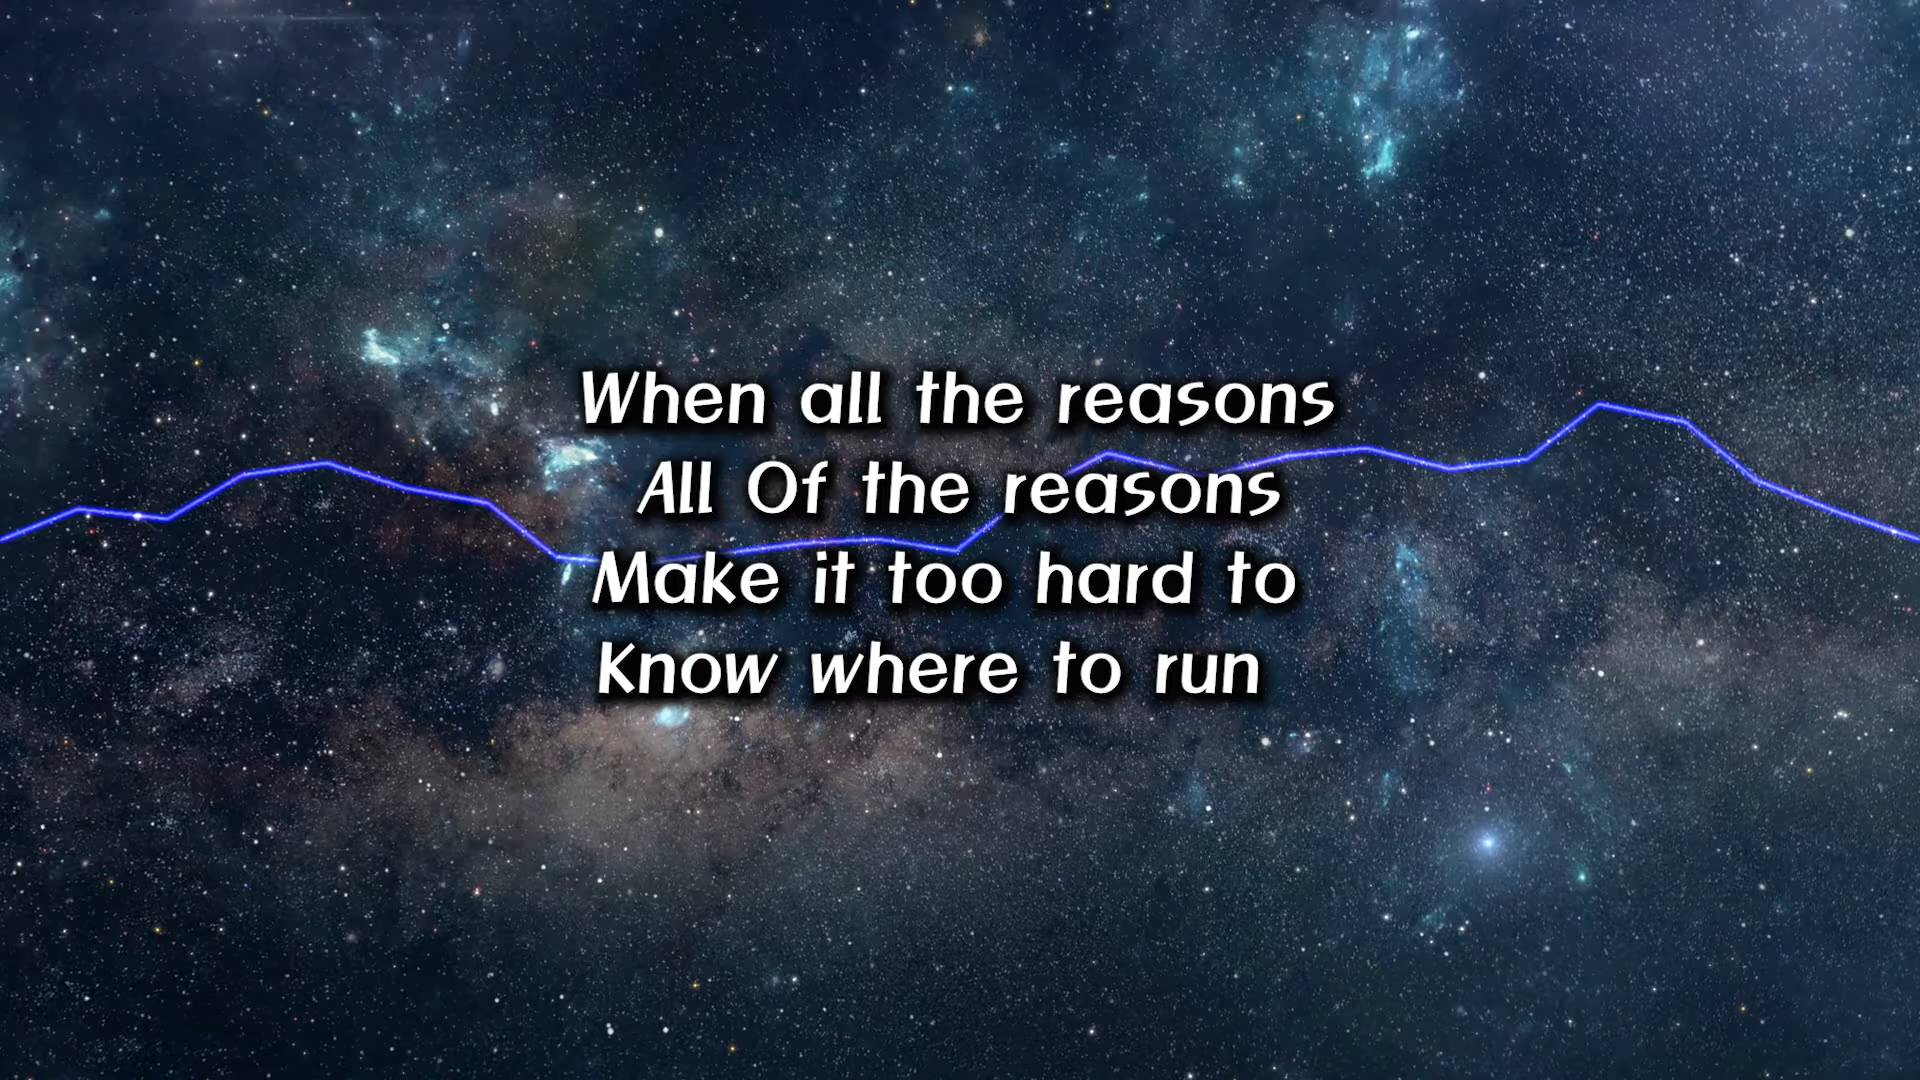 When all the reasons
All Of the reasons
Make it too hard to
Know where to run